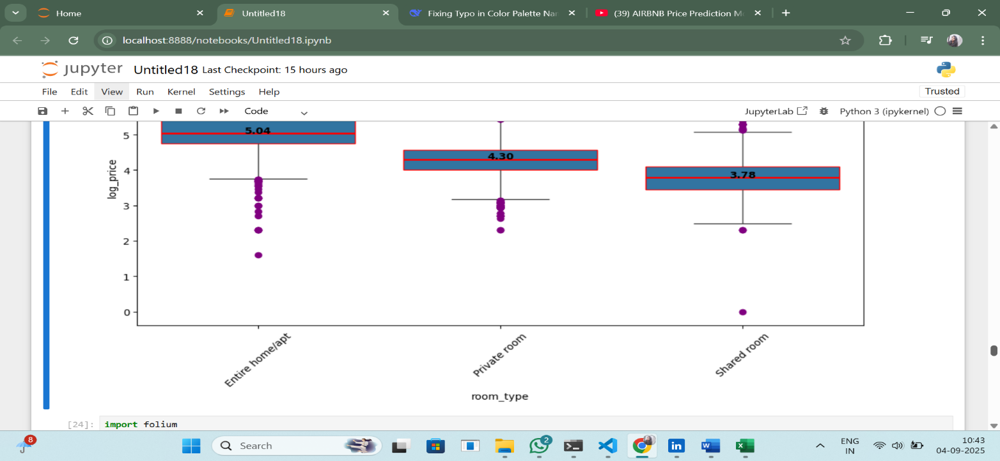 Home
Untitled18
Fixing Typo in Color Palette Nar
(39) AIRBNB Price Prediction M
localhost:8888/notebooks/Untitled18.ipynb
jupyter Untitled18 Last Checkpoint: 15 hours ago
File Edit View Run Kernel Settings Help
Trusted
Code
JupyterLab
Python 3 (ipykernel)
5.04
4.30
3.78
5
4
3
2
1
0
log_price
Entire home/apt
Private room
Shared room
room_type
[24]: import folium
8
Search
2
ENG
IN
10:43
04-09-2025